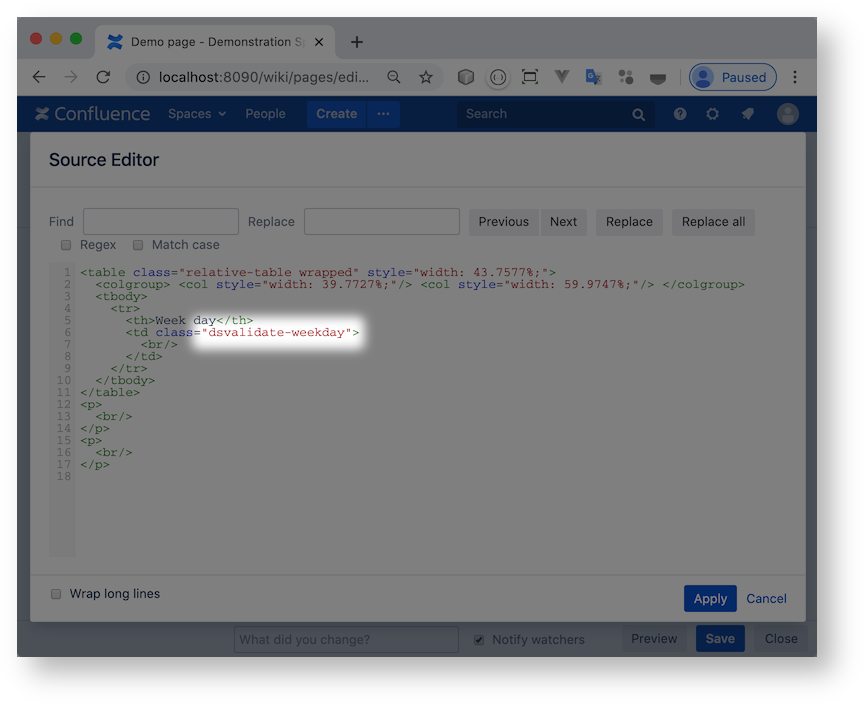 Demo page - Demonstration S
localhost:8090/wiki/pages/edi...
Paused
Confluence Spaces People Create ··· Search
Source Editor
Find Replace Previous Next Replace Replace all
Regex Match case
1 <table class="relative-table wrapped" style="width: 43.7577%;">
2 <colgroup> <col style="width: 39.7727%;"/> <col style="width: 59.9747%;"/> </colgroup>
3 <tbody>
4 <tr>
5 <th>Week day</th>
6 <td class="dsvalidate-weekday">
7 <br/>
8 </td>
9 </tr>
10 </tbody>
11 </table>
12 <p>
13 <br/>
14 </p>
15 <p>
16 <br/>
17 </p>
18
Wrap long lines
Apply Cancel
What did you change? Notify watchers Preview Save Close